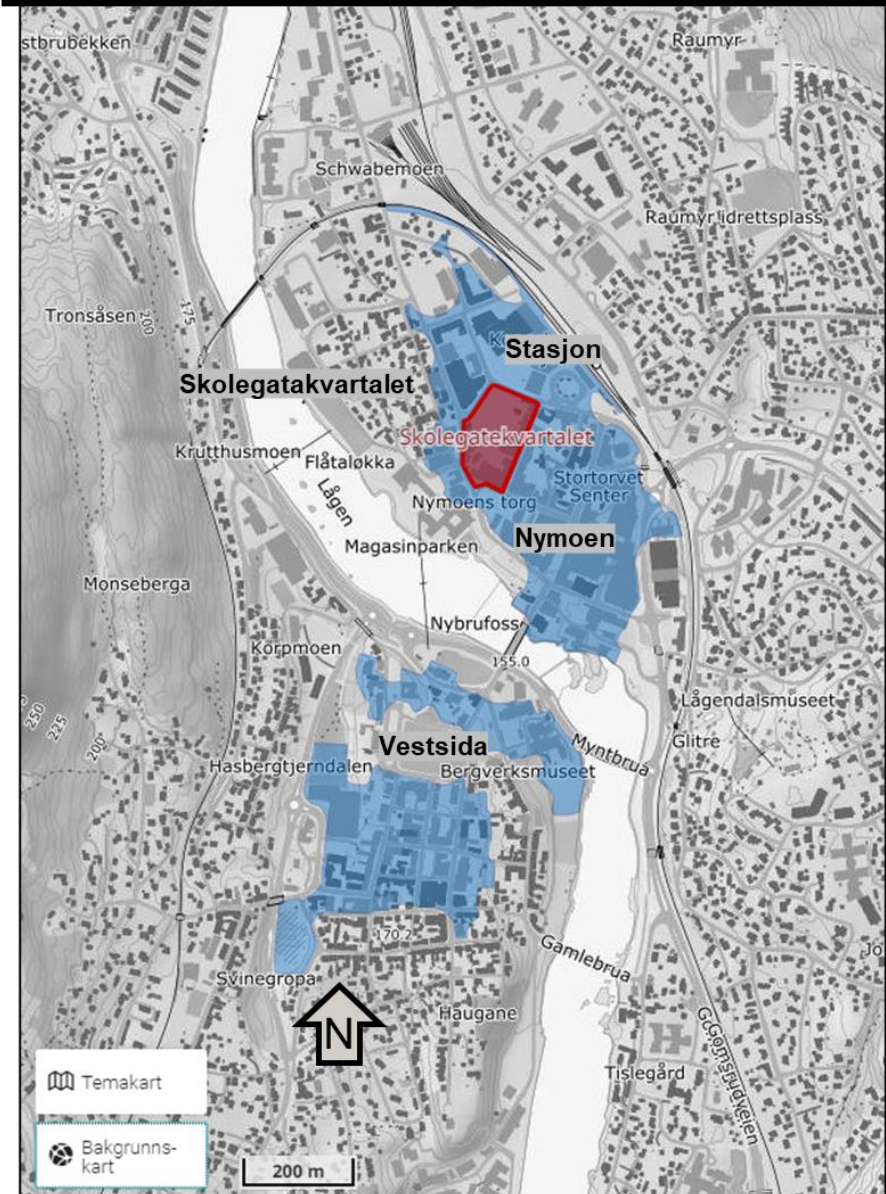 stbrubekken
Raumyr
Schwabemoen
Raumyr idrettsplass
Tronsåsen
200
175
Stasjon
Skolegatakvartalet
Skolegatekvartalet
Krutthusmoen
Flåtaløkka
Lågen
Stortorvet
Senter
Nymoens torg
Nymoen
Magasinparken
Monseberga
Nybrufoss
Korpmoen
155.0
250
225
200
Lågendalsmuseet
Glitre
Vestsida
Myntbrua
Hasbergtjerndalen
Bergverksmuseet
170.2
Gamlebrua
Svinegropa
N
Haugane
Gomsrudveien
Tislegård
Jo
Temakart
Bakgrunns-
kart
200 m